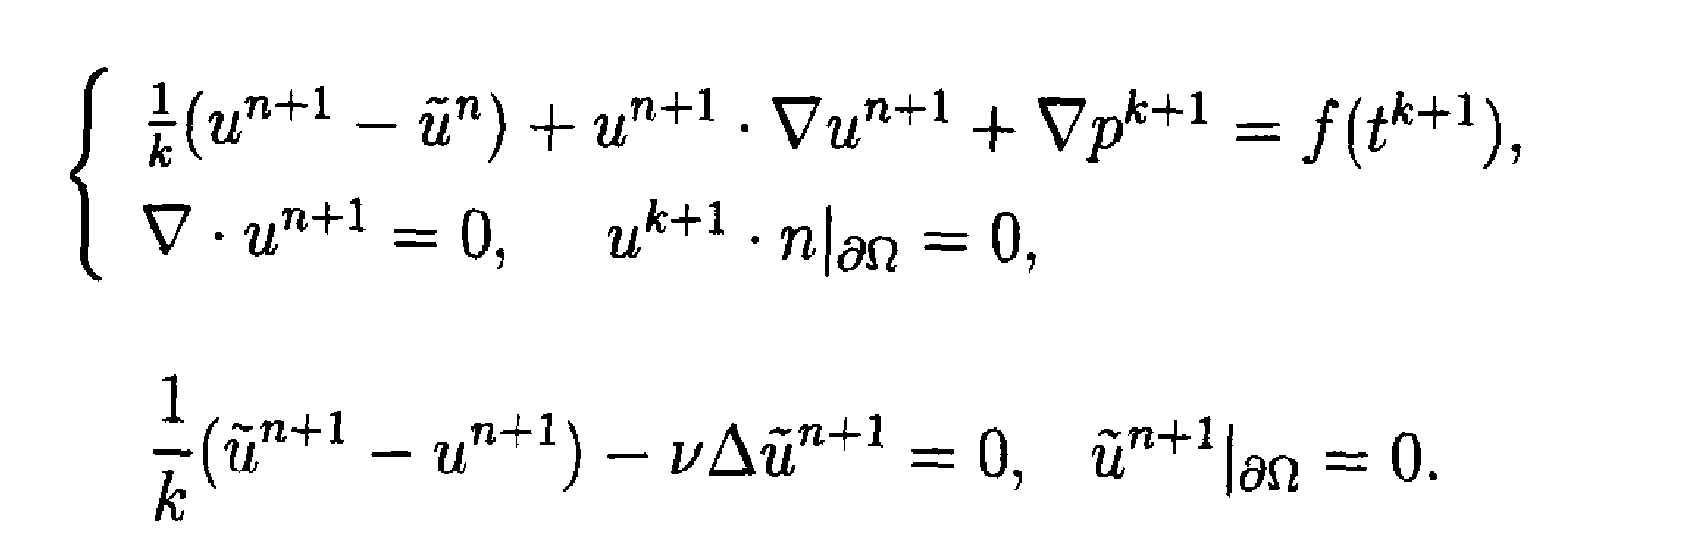 { 1/k (u^{n+1} − ũ^n) + u^{n+1} · ∇u^{n+1} + ∇p^{k+1} = f(t^{k+1}),
∇ · u^{n+1} = 0, u^{k+1} · n|_{∂Ω} = 0,
1/k (ũ^{n+1} − u^{n+1}) − νΔũ^{n+1} = 0, ũ^{n+1}|_{∂Ω} = 0.